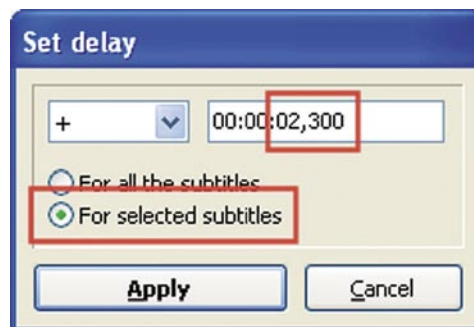 Set delay
+ 00:00:02,300
For all the subtitles
For selected subtitles
Apply Cancel